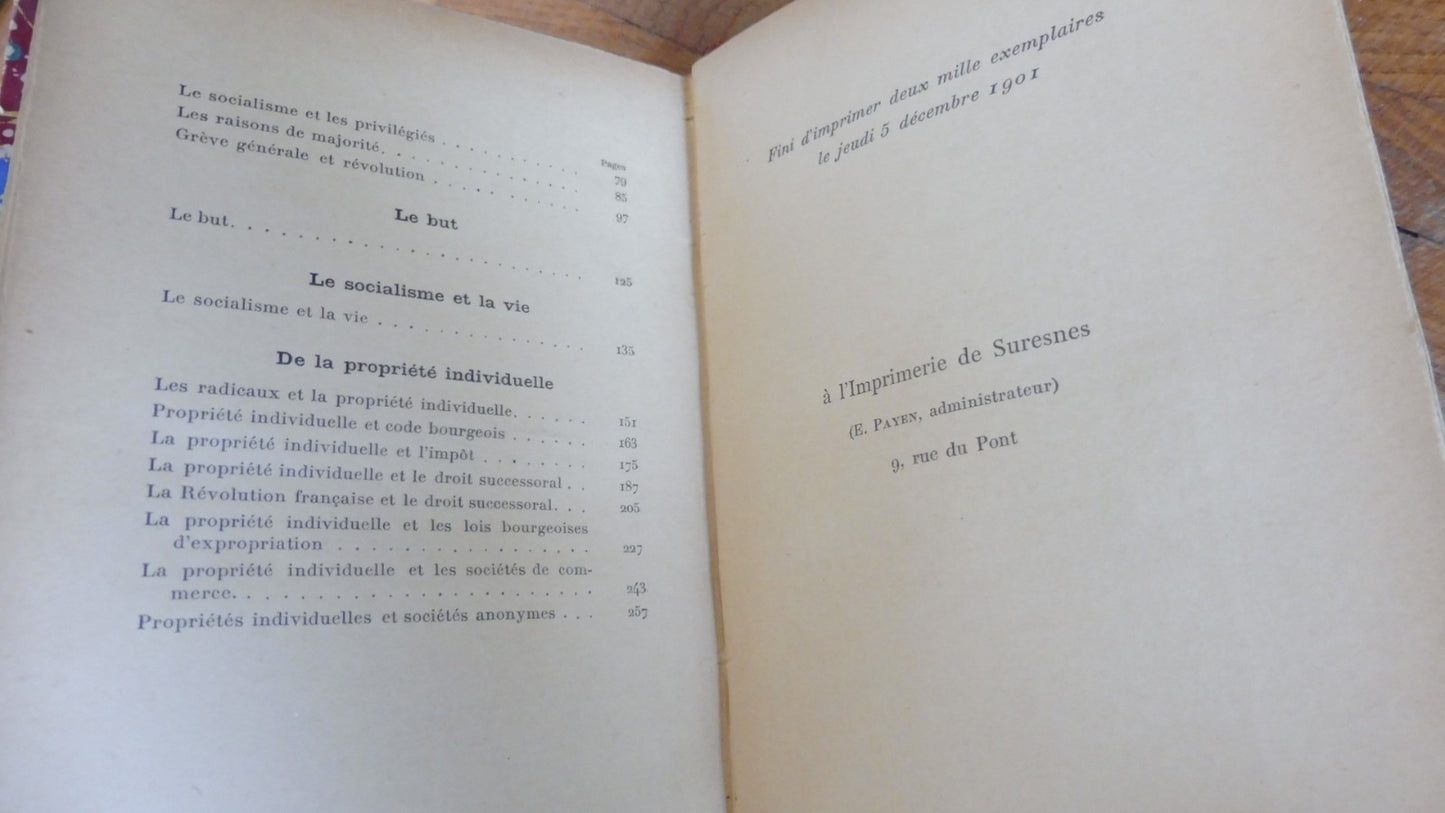 Pages
Le socialisme et les privilégiés . . . . . . . . . 79
Les raisons de majorité. . . . . . . . . . . 85
Grève générale et révolution . . . . . . . . 97
Le but
Le but. . . . . . . . . . . . . . . . . . 125
Le socialisme et la vie
Le socialisme et la vie . . . . . . . . . . . 135
De la propriété individuelle
Les radicaux et la propriété individuelle. . . . . . 151
Propriété individuelle et code bourgeois . . . . . 163
La propriété individuelle et l'impôt . . . . . . . 175
La propriété individuelle et le droit successoral . . 187
La Révolution française et le droit successoral. . . 205
La propriété individuelle et les lois bourgeoises
d'expropriation . . . . . . . . . . . . . . 227
La propriété individuelle et les sociétés de com-
merce. . . . . . . . . . . . . . . . . . . 243
Propriétés individuelles et sociétés anonymes . . . 257
Fini d'imprimer deux mille exemplaires
le jeudi 5 décembre 1901
à l'Imprimerie de Suresnes
(E. PAYEN, administrateur)
9, rue du Pont